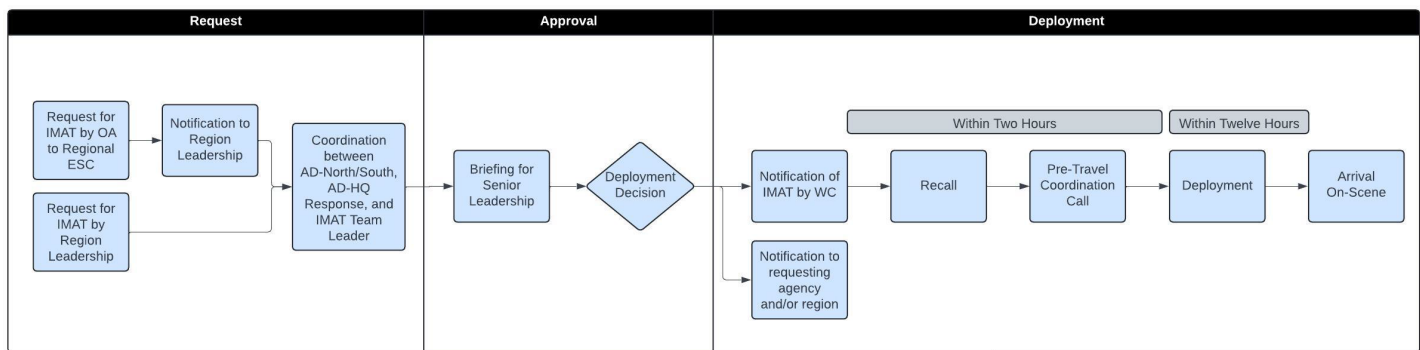 Request
Approval
Deployment
Request for
IMAT by OA
to Regional
ESC
Notification to
Region
Leadership
Request for
IMAT by
Region
Leadership
Coordination
between
AD-North/South,
AD-HQ
Response, and
IMAT Team
Leader
Briefing for
Senior
Leadership
Deployment
Decision
Within Two Hours
Within Twelve Hours
Notification of
IMAT by WC
Recall
Pre-Travel
Coordination
Call
Deployment
Arrival
On-Scene
Notification to
requesting
agency
and/or region